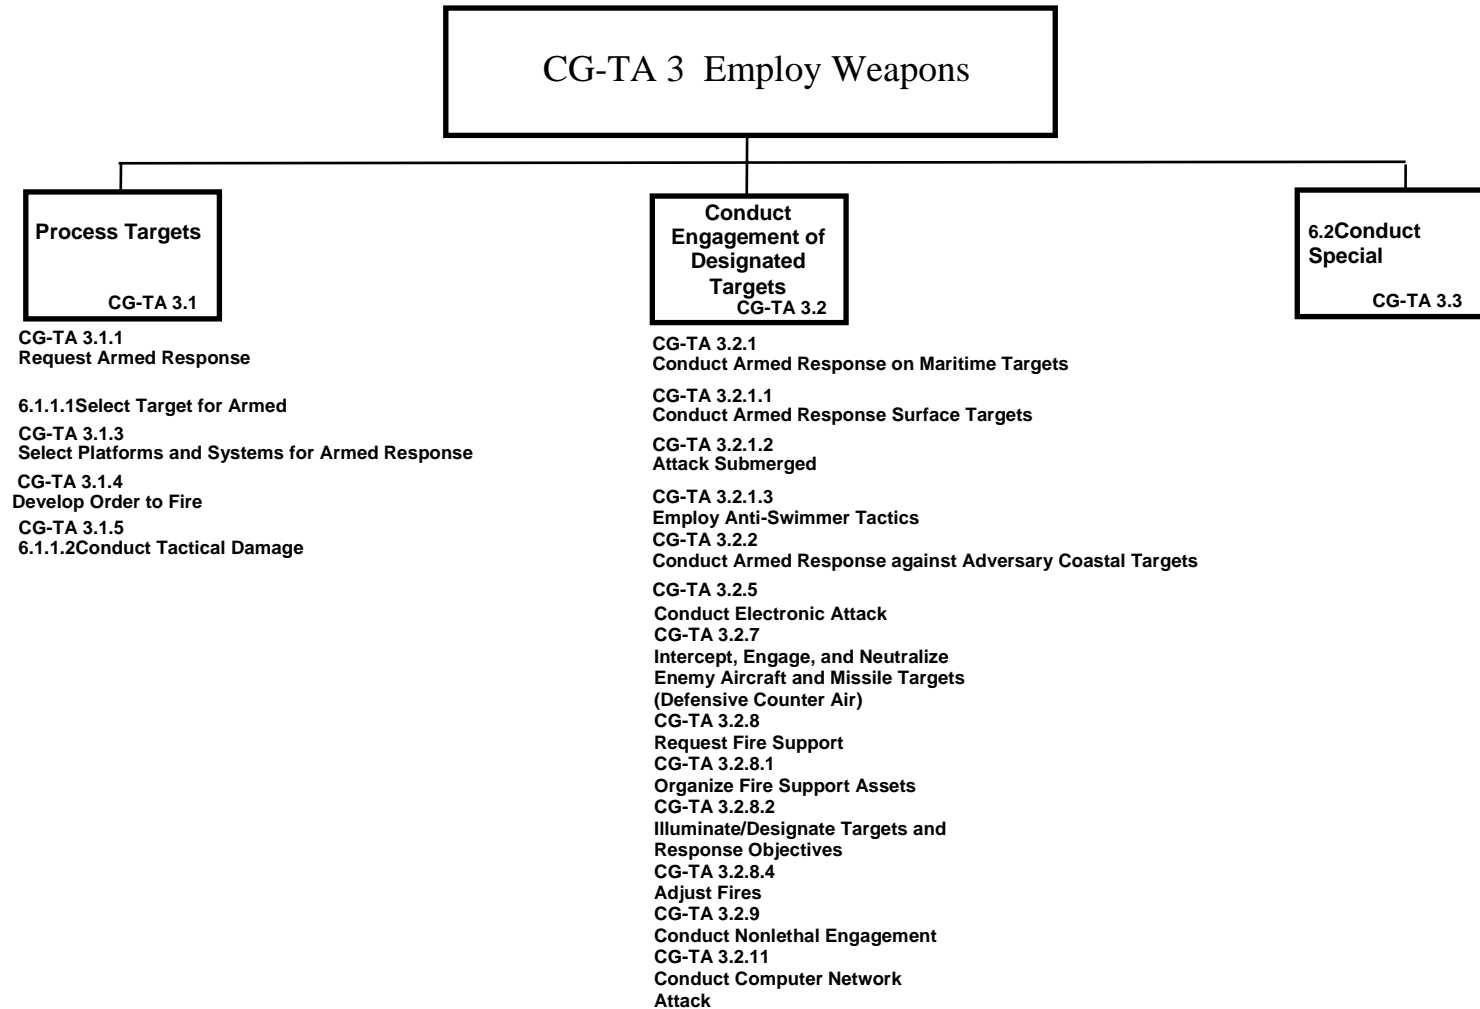 CG-TA 3 Employ Weapons
Process Targets
CG-TA 3.1
CG-TA 3.1.1
Request Armed Response
6.1.1.1Select Target for Armed
CG-TA 3.1.3
Select Platforms and Systems for Armed Response
CG-TA 3.1.4
Develop Order to Fire
CG-TA 3.1.5
6.1.1.2Conduct Tactical Damage
Conduct
Engagement of
Designated
Targets
CG-TA 3.2
CG-TA 3.2.1
Conduct Armed Response on Maritime Targets
CG-TA 3.2.1.1
Conduct Armed Response Surface Targets
CG-TA 3.2.1.2
Attack Submerged
CG-TA 3.2.1.3
Employ Anti-Swimmer Tactics
CG-TA 3.2.2
Conduct Armed Response against Adversary Coastal Targets
CG-TA 3.2.5
Conduct Electronic Attack
CG-TA 3.2.7
Intercept, Engage, and Neutralize
Enemy Aircraft and Missile Targets
(Defensive Counter Air)
CG-TA 3.2.8
Request Fire Support
CG-TA 3.2.8.1
Organize Fire Support Assets
CG-TA 3.2.8.2
Illuminate/Designate Targets and
Response Objectives
CG-TA 3.2.8.4
Adjust Fires
CG-TA 3.2.9
Conduct Nonlethal Engagement
CG-TA 3.2.11
Conduct Computer Network
Attack
6.2Conduct
Special
CG-TA 3.3